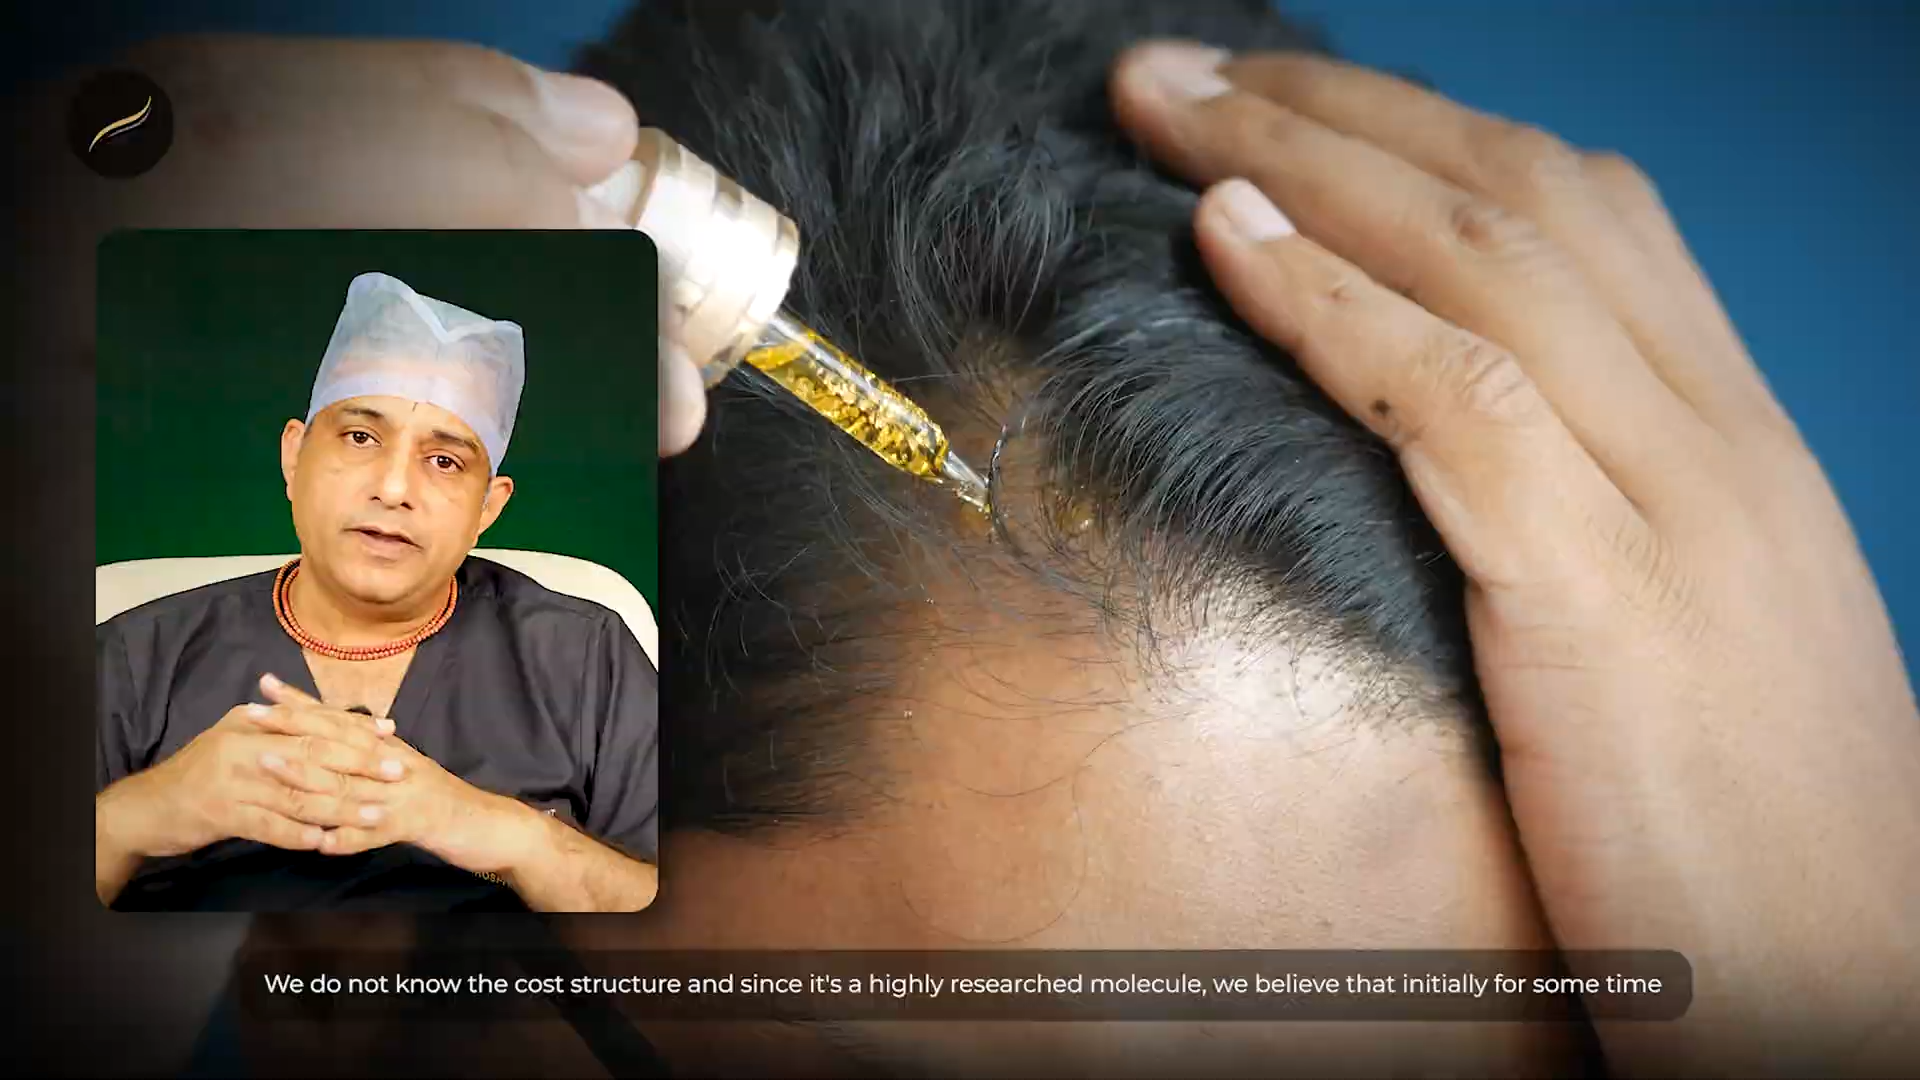 We do not know the cost structure and since it's a highly researched molecule, we believe that initially for some time